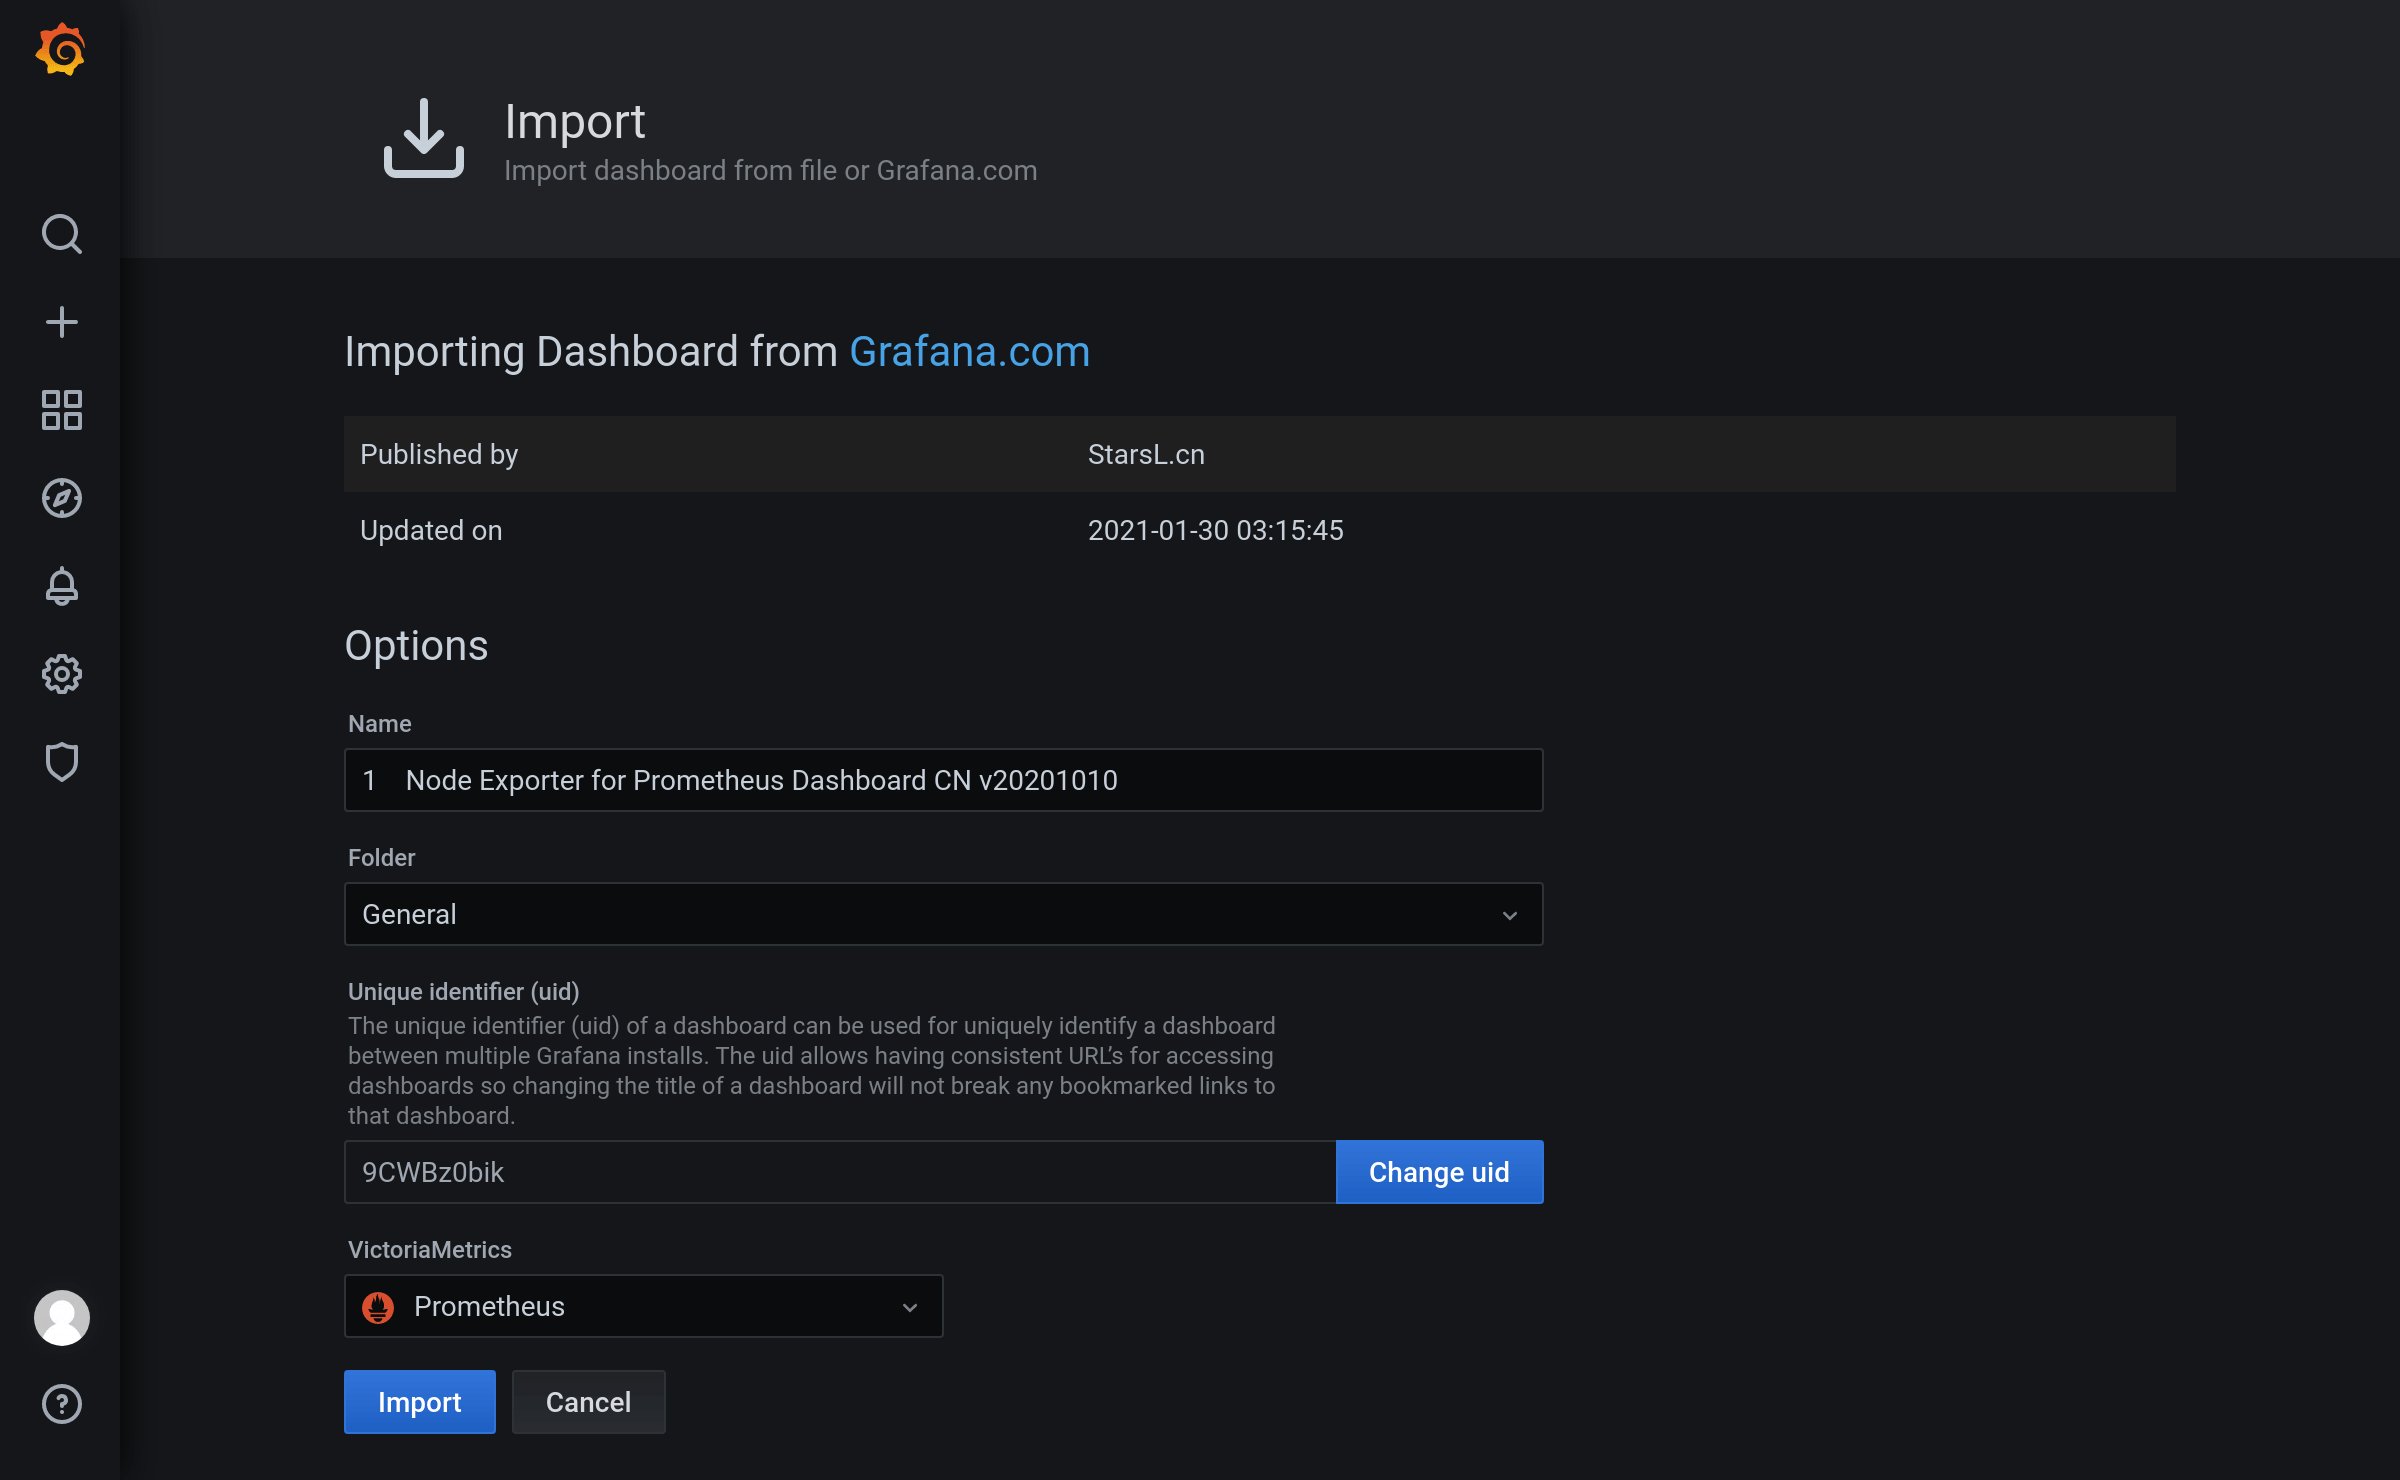 Import
Import dashboard from file or Grafana.com
Importing Dashboard from Grafana.com
Published by StarsL.cn
Updated on 2021-01-30 03:15:45
Options
Name
1 Node Exporter for Prometheus Dashboard CN v20201010
Folder
General
Unique identifier (uid)
The unique identifier (uid) of a dashboard can be used for uniquely identify a dashboard
between multiple Grafana installs. The uid allows having consistent URL's for accessing
dashboards so changing the title of a dashboard will not break any bookmarked links to
that dashboard.
9CWBz0bik Change uid
VictoriaMetrics
Prometheus
Import Cancel